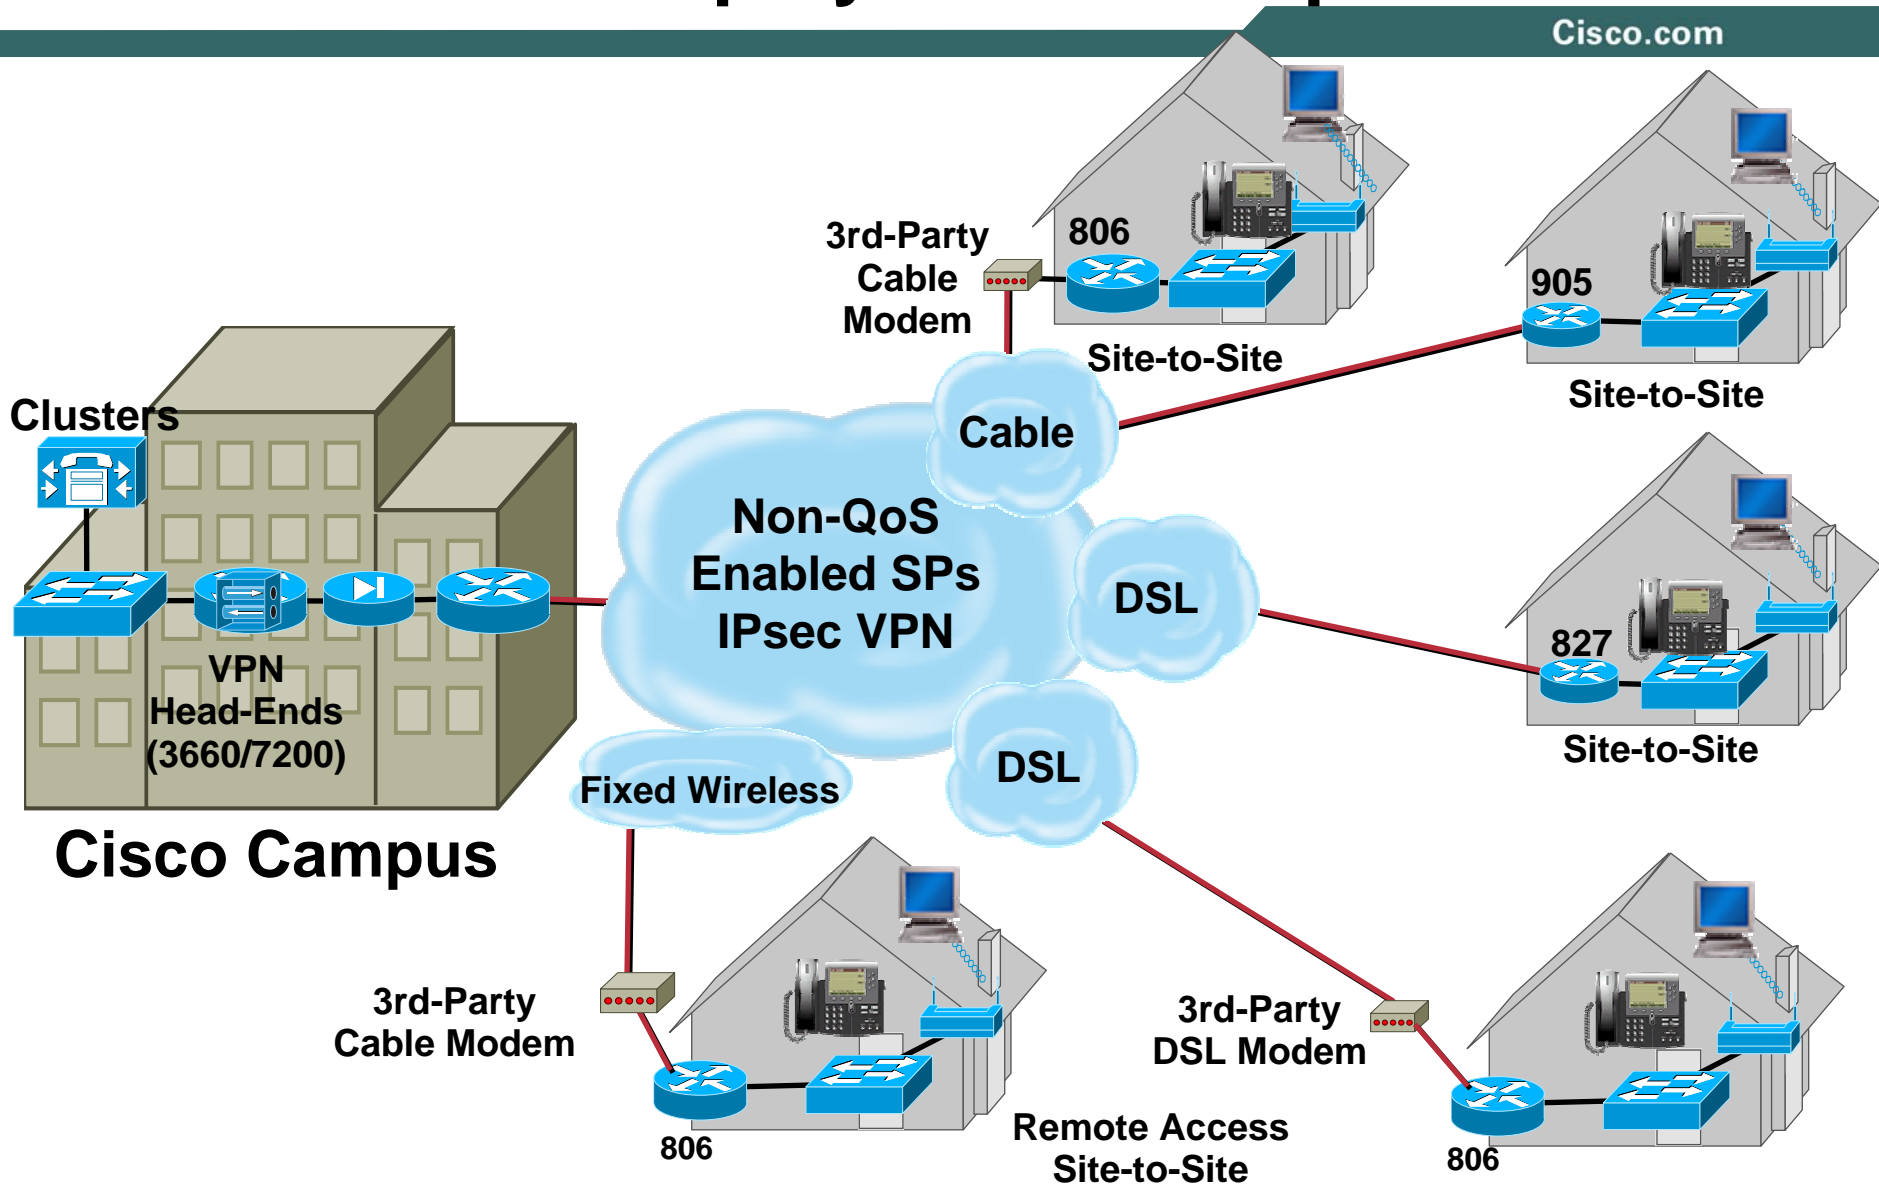 Cisco.com
3rd-Party
Cable
Modem
806
Site-to-Site
905
Site-to-Site
Clusters
Cable
Non-QoS
Enabled SPs
IPsec VPN
DSL
827
Site-to-Site
VPN
Head-Ends
(3660/7200)
DSL
Fixed Wireless
Cisco Campus
3rd-Party
Cable Modem
806
3rd-Party
DSL Modem
806
Remote Access
Site-to-Site